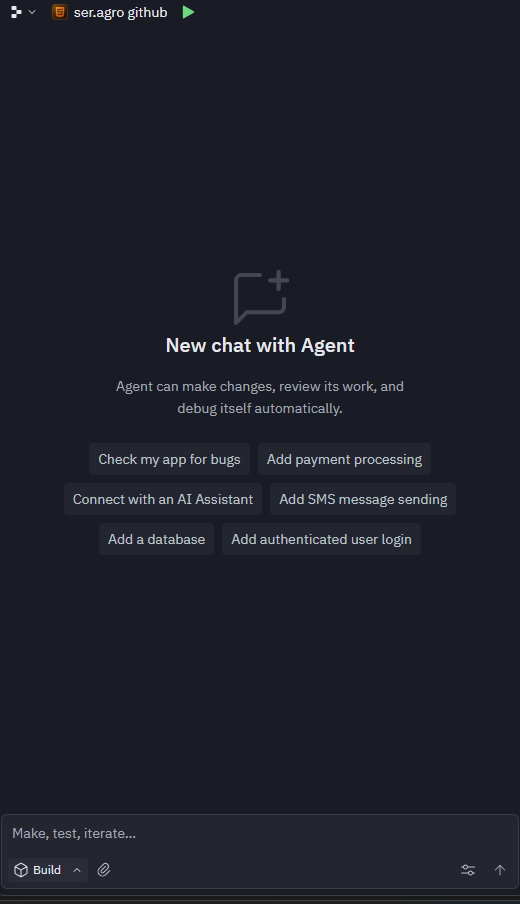 ser.agro github
New chat with Agent
Agent can make changes, review its work, and
debug itself automatically.
Check my app for bugs
Add payment processing
Connect with an AI Assistant
Add SMS message sending
Add a database
Add authenticated user login
Make, test, iterate...
Build